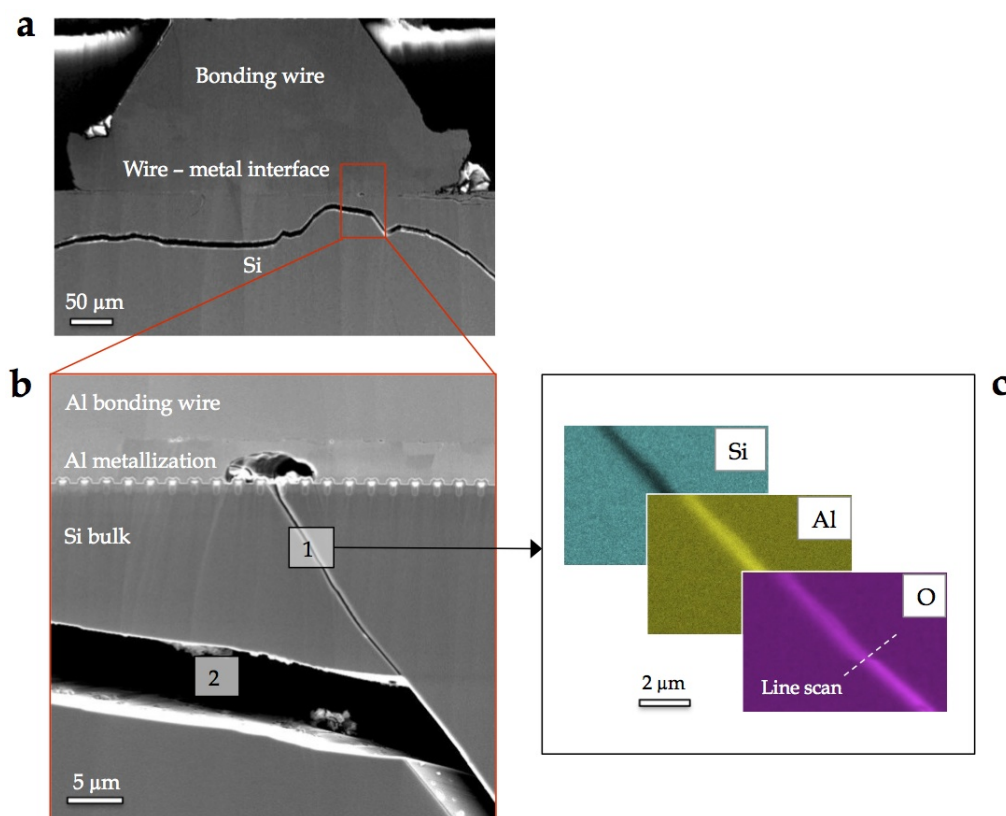 a
Bonding wire
Wire – metal interface
Si
50 µm
b
Al bonding wire
Al metallization
Si bulk
1
2
5 µm
c
Si
Al
O
Line scan
2 µm